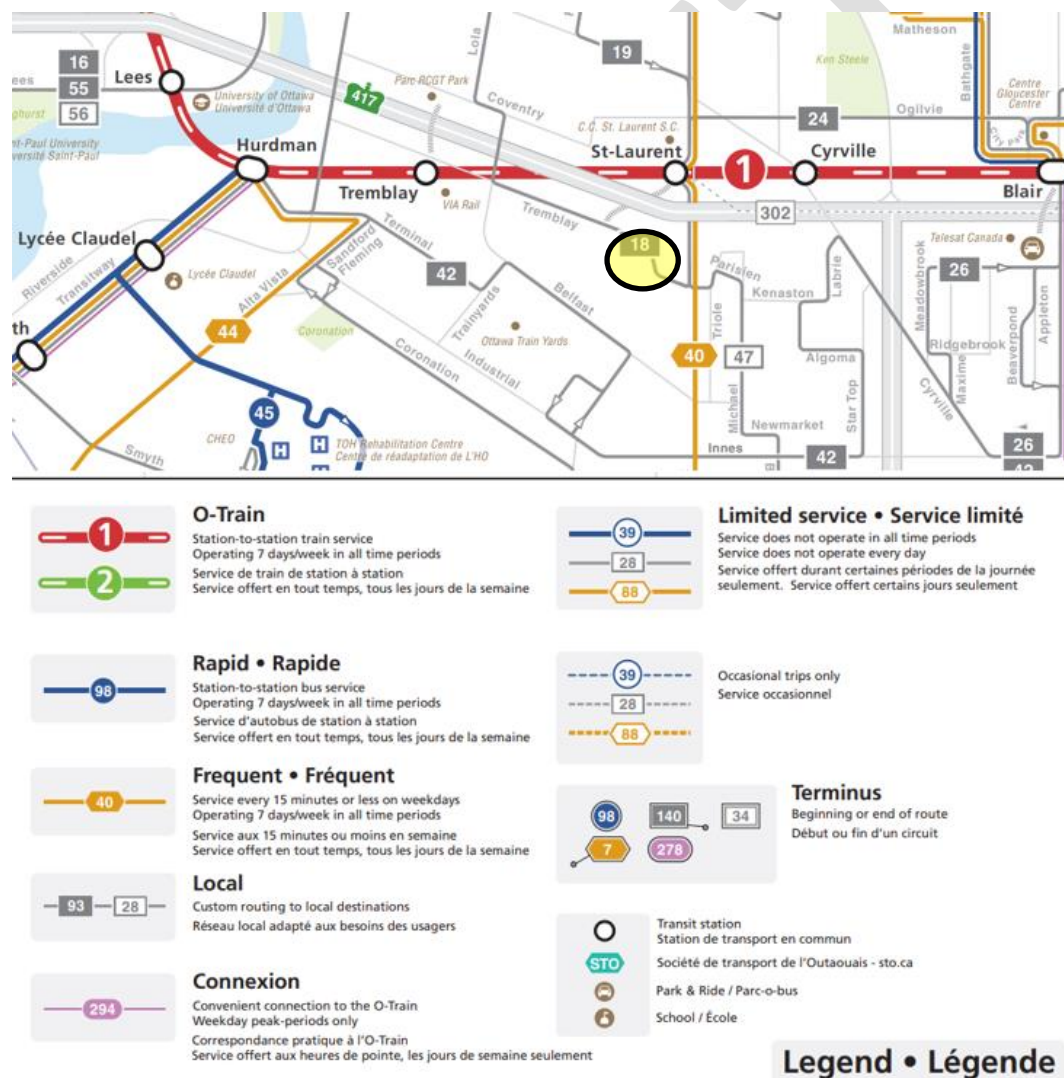 Matheson
Lola
19
Ken Steele
Bathgate
16
55
56
ees
Lees
ghurst
Parc RCGT Park
417
University of Ottawa
Université d'Ottawa
Centre
Gloucester
Centre
Coventry
Ogilvie
24
C.C. St. Laurent S.C.
City Park
nt-Paul University
versité Saint-Paul
Hurdman
St-Laurent
1
Cyrville
Tremblay
VIA Rail
Blair
302
Tremblay
Lycée Claudel
Riverside
Transitway
Lycée Claudel
Terminal
42
Sandford
Fleming
18
Telesat Canada
26
Parisien
Kenaston
Labrie
Meadowbrook
Alta Vista
Trainyards
Belfast
Triole
Appleton
th
44
Coronation
Ottawa Train Yards
Coronation
Industrial
40
47
Algoma
Ridgebrook
Maxime
Beaverpond
Cyrville
45
Michael
Star Top
CHEO
H
H
TOH Rehabilitation Centre
Centre de réadaptation de L'HO
Newmarket
Smyth
Innes
42
26
O-Train
1
Station-to-station train service
Operating 7 days/week in all time periods
2
Service de train de station à station
Service offert en tout temps, tous les jours de la semaine
Rapid • Rapide
98
Station-to-station bus service
Operating 7 days/week in all time periods
Service d'autobus de station à station
Service offert en tout temps, tous les jours de la semaine
Frequent • Fréquent
40
Service every 15 minutes or less on weekdays
Operating 7 days/week in all time periods
Service aux 15 minutes ou moins en semaine
Service offert en tout temps, tous les jours de la semaine
Local
93
28
Custom routing to local destinations
Réseau local adapté aux besoins des usagers
Connexion
294
Convenient connection to the O-Train
Weekday peak-periods only
Correspondance pratique à l'O-Train
Service offert aux heures de pointe, les jours de semaine seulement
Limited service • Service limité
39
28
88
Service does not operate in all time periods
Service does not operate every day
Service offert durant certaines périodes de la journée
seulement. Service offert certains jours seulement
39
28
88
Occasional trips only
Service occasionnel
Terminus
98
140
34
7
278
Beginning or end of route
Début ou fin d'un circuit
Transit station
Station de transport en commun
STO
Société de transport de l'Outaouais - sto.ca
Park & Ride / Parc-o-bus
School / École
Legend • Légende